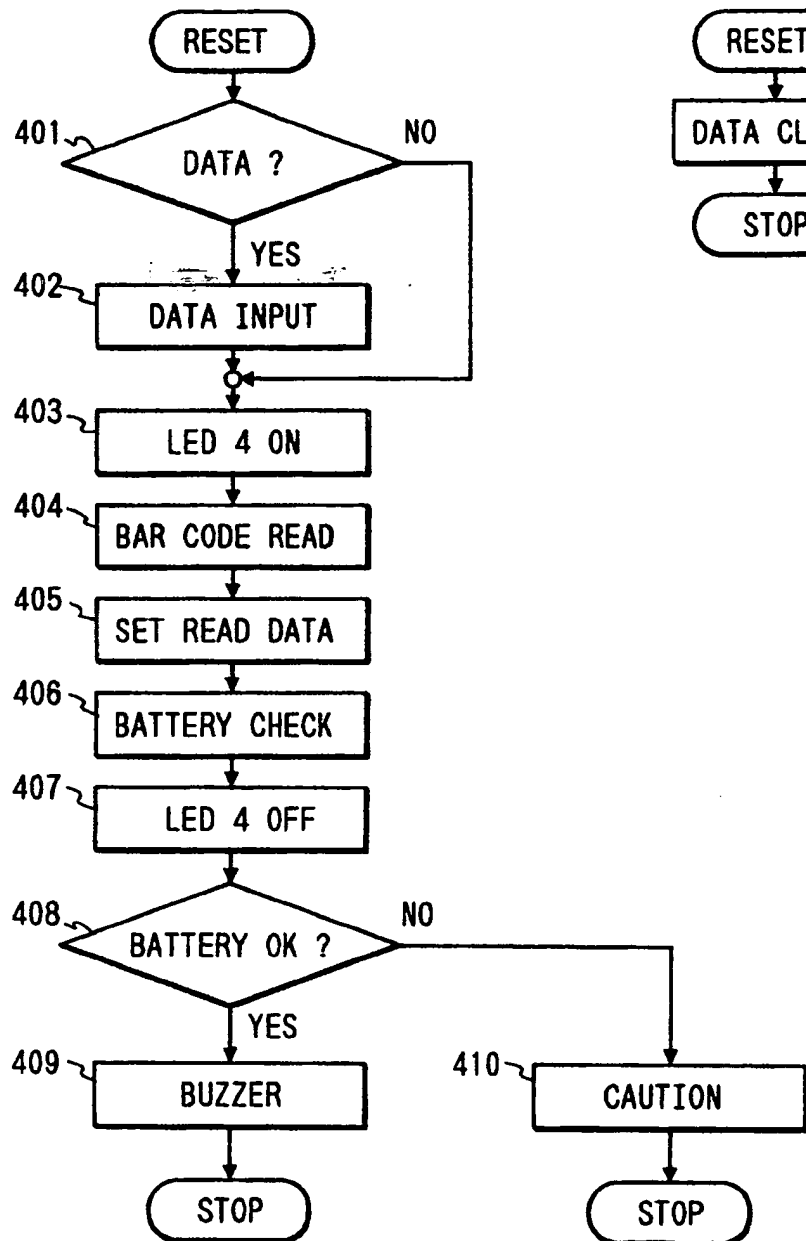 RESET
401
DATA ?
NO
YES
402
DATA INPUT
403
LED 4 ON
404
BAR CODE READ
405
SET READ DATA
406
BATTERY CHECK
407
LED 4 OFF
408
BATTERY OK ?
NO
YES
409
BUZZER
STOP
410
CAUTION
STOP
RESET
DATA CL
STOP